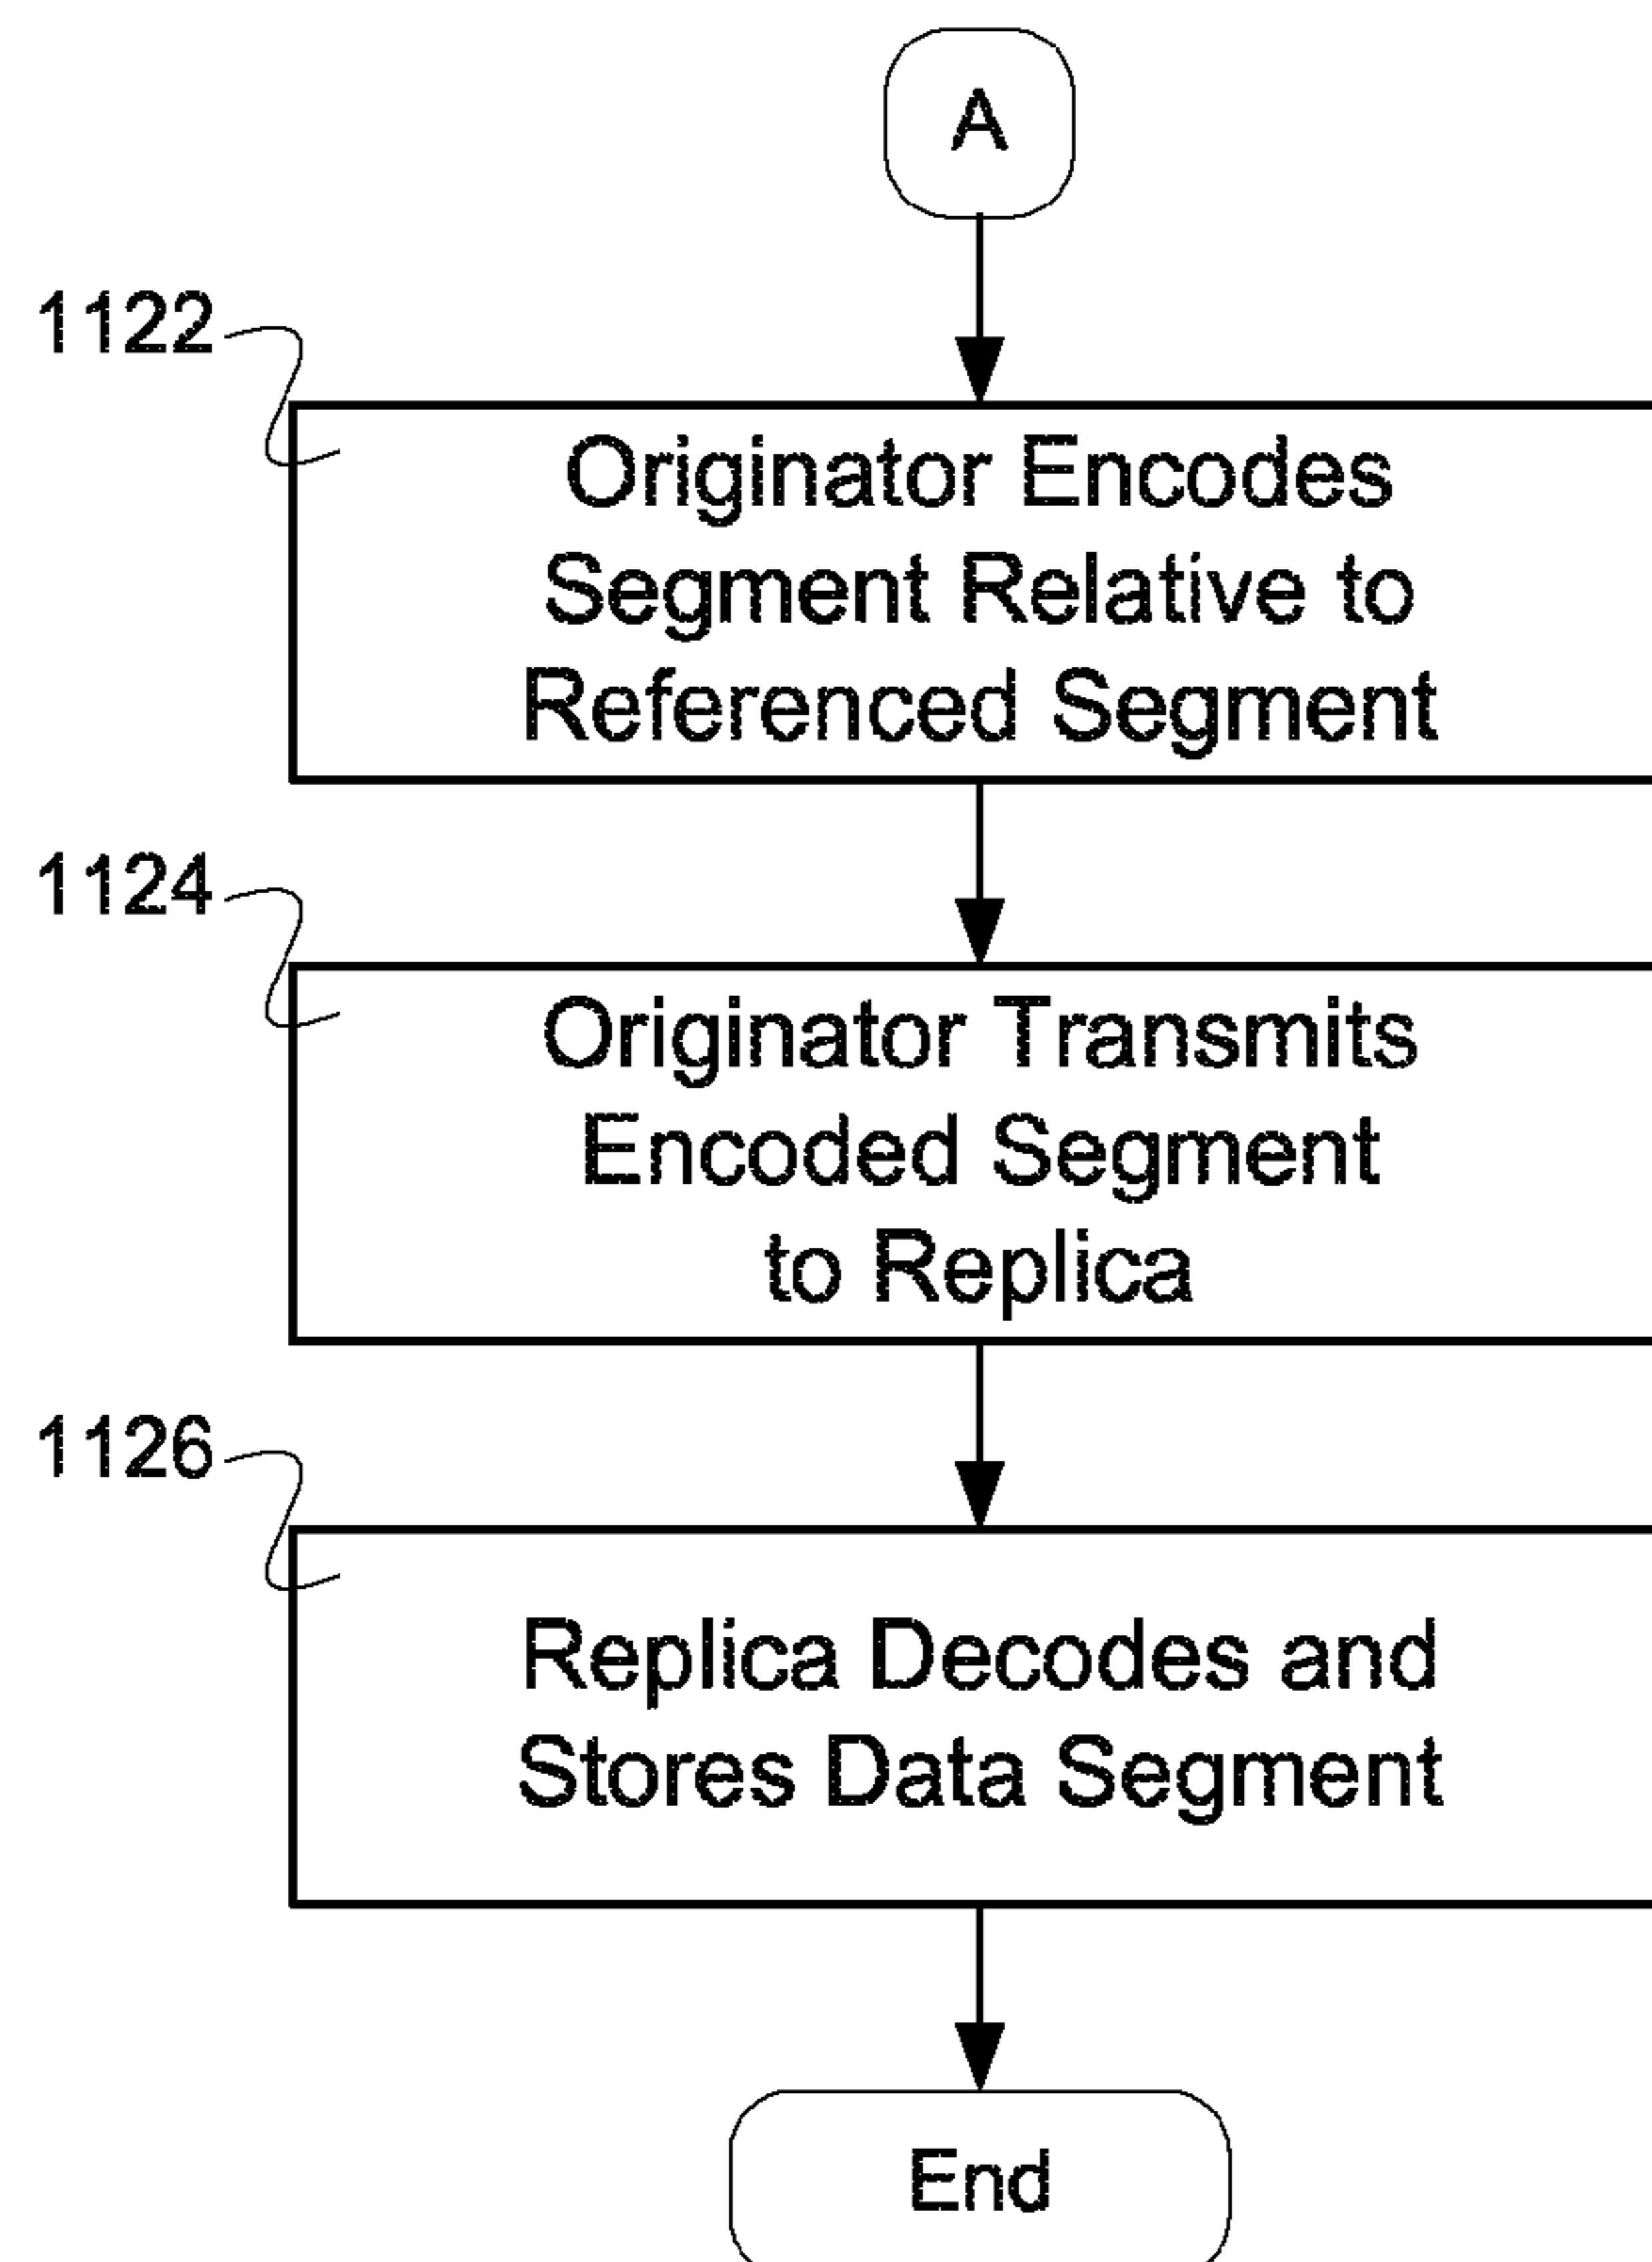 A
1122
Originator Encodes
Segment Relative to
Referenced Segment
1124
Originator Transmits
Encoded Segment
to Replica
1126
Replica Decodes and
Stores Data Segment
End